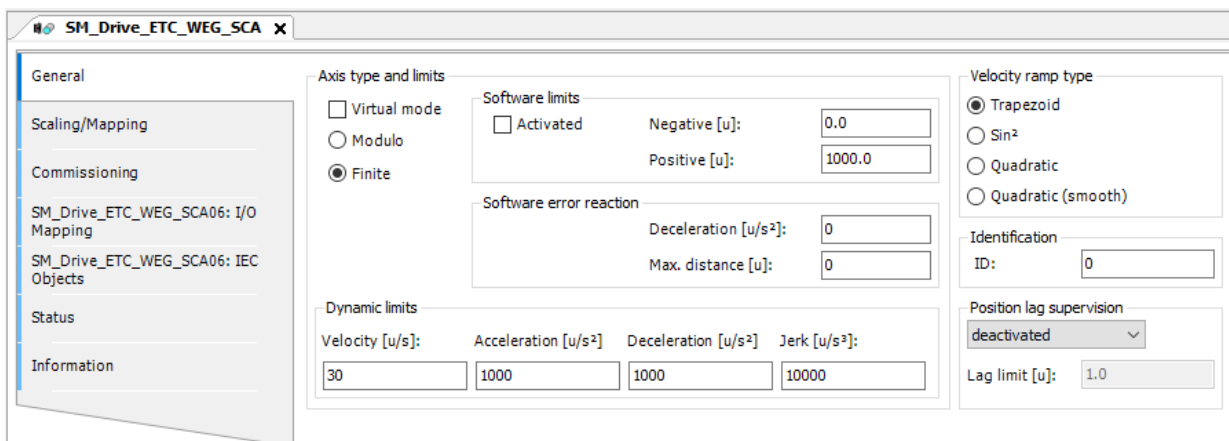 SM_Drive_ETC_WEG_SCA
General
Scaling/Mapping
Commissioning
SM_Drive_ETC_WEG_SCA06: I/O
Mapping
SM_Drive_ETC_WEG_SCA06: IEC
Objects
Status
Information
Axis type and limits
Virtual mode
Modulo
Finite
Software limits
Activated
Negative [u]: 0.0
Positive [u]: 1000.0
Software error reaction
Deceleration [u/s²]: 0
Max. distance [u]: 0
Dynamic limits
Velocity [u/s]: Acceleration [u/s²] Deceleration [u/s²] Jerk [u/s³]:
30 1000 1000 10000
Velocity ramp type
Trapezoid
Sin²
Quadratic
Quadratic (smooth)
Identification
ID: 0
Position lag supervision
deactivated
Lag limit [u]: 1.0